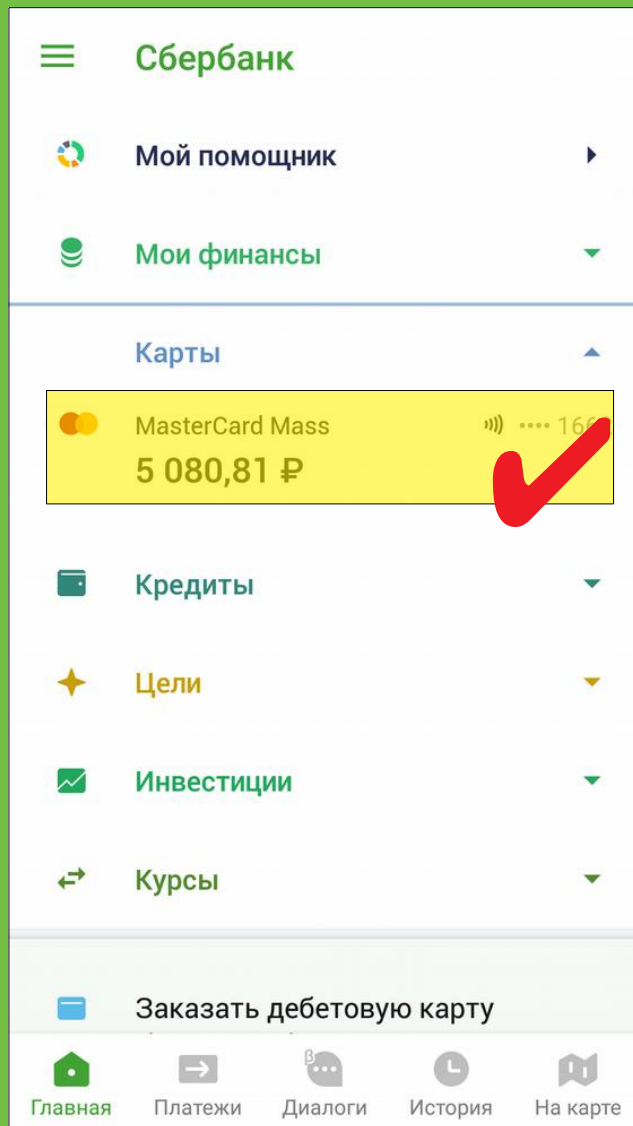 Сбербанк
Мой помощник
Мои финансы
Карты
MasterCard Mass •••• 166
5 080,81 ₽
Кредиты
Цели
Инвестиции
Курсы
Заказать дебетовую карту
β
Главная Платежи Диалоги История На карте